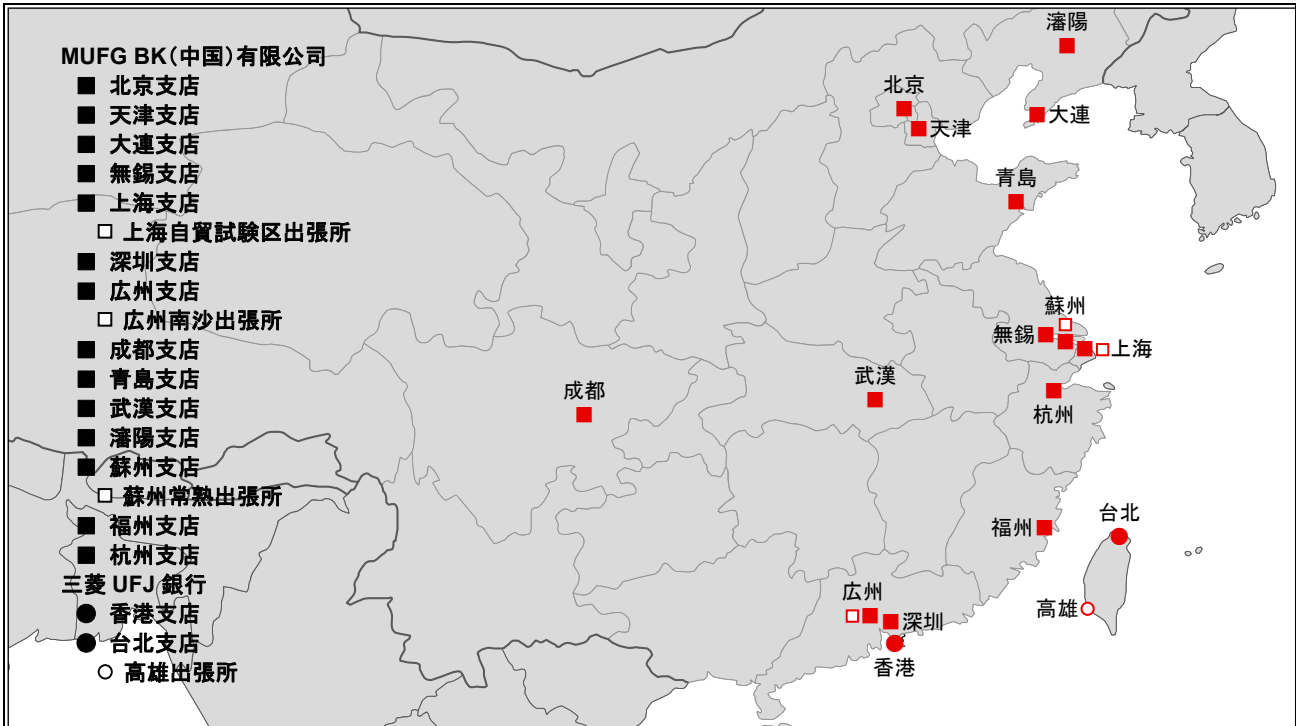 MUFG BK(中国)有限公司
■ 北京支店
■ 天津支店
■ 大連支店
■ 無錫支店
■ 上海支店
□ 上海自貿試験区出張所
■ 深圳支店
■ 広州支店
□ 広州南沙出張所
■ 成都支店
■ 青島支店
■ 武漢支店
■ 瀋陽支店
■ 蘇州支店
□ 蘇州常熟出張所
■ 福州支店
■ 杭州支店
三菱 UFJ 銀行
● 香港支店
● 台北支店
○ 高雄出張所
瀋陽
北京
大連
天津
青島
蘇州
無錫
上海
成都
武漢
杭州
福州
台北
広州
高雄
深圳
香港